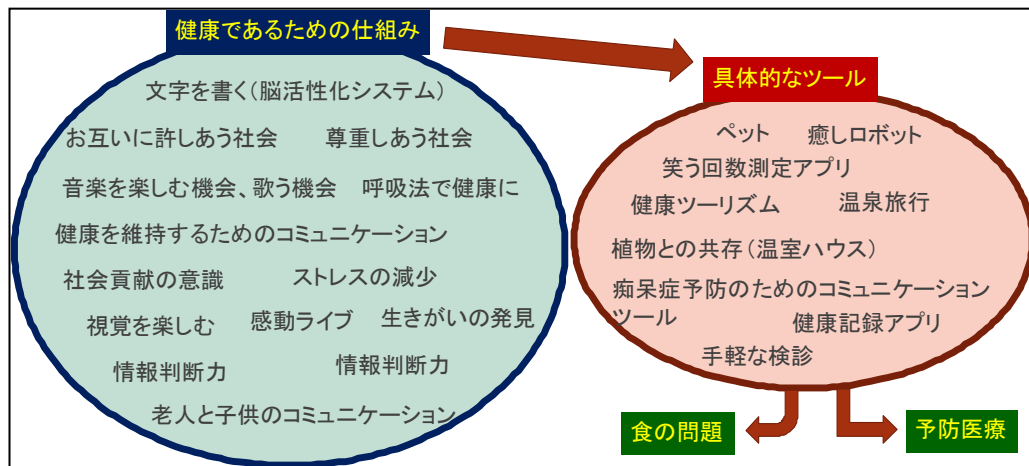 健康であるための仕組み
文字を書く(脳活性化システム)
お互いに許しあう社会
尊重しあう社会
音楽を楽しむ機会、歌う機会
呼吸法で健康に
健康を維持するためのコミュニケーション
社会貢献の意識
ストレスの減少
視覚を楽しむ
感動ライブ
生きがいの発見
情報判断力
情報判断力
老人と子供のコミュニケーション
具体的なツール
ペット
癒しロボット
笑う回数測定アプリ
健康ツーリズム
温泉旅行
植物との共存(温室ハウス)
痴呆症予防のためのコミュニケーション
ツール
健康記録アプリ
手軽な検診
食の問題
予防医療